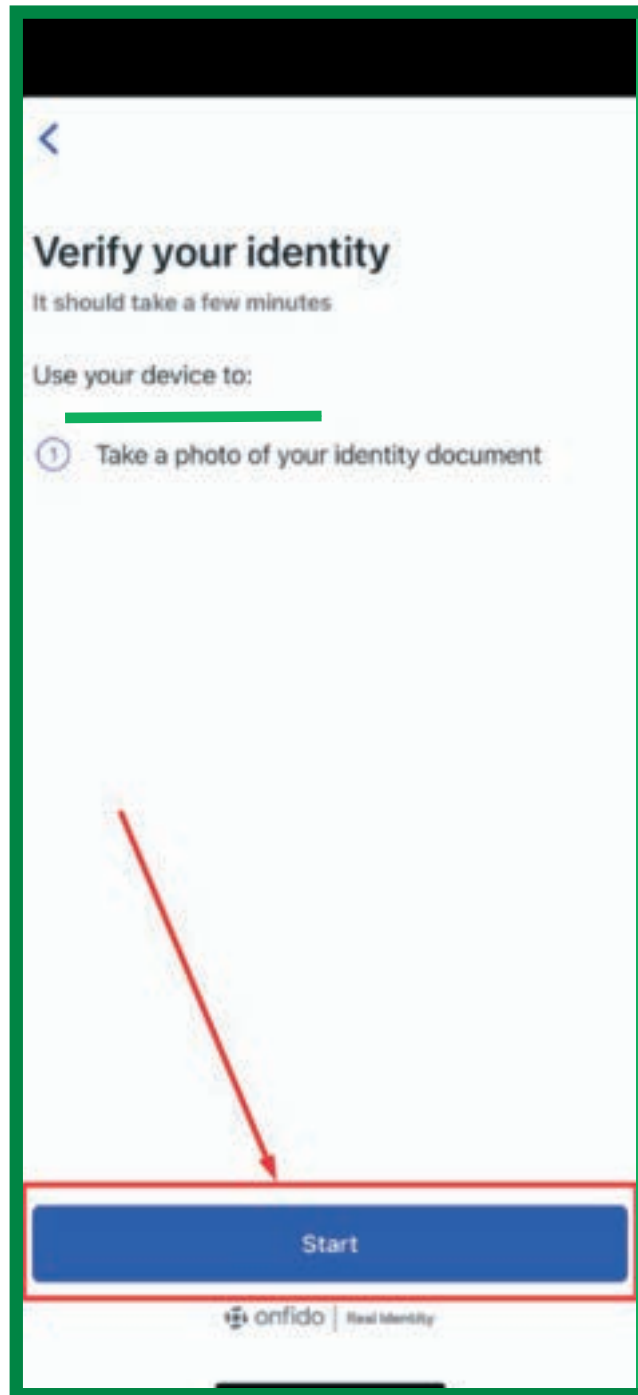 Verify your identity
It should take a few minutes
Use your device to:
1 Take a photo of your identity document
Start
onfido | Real Identity